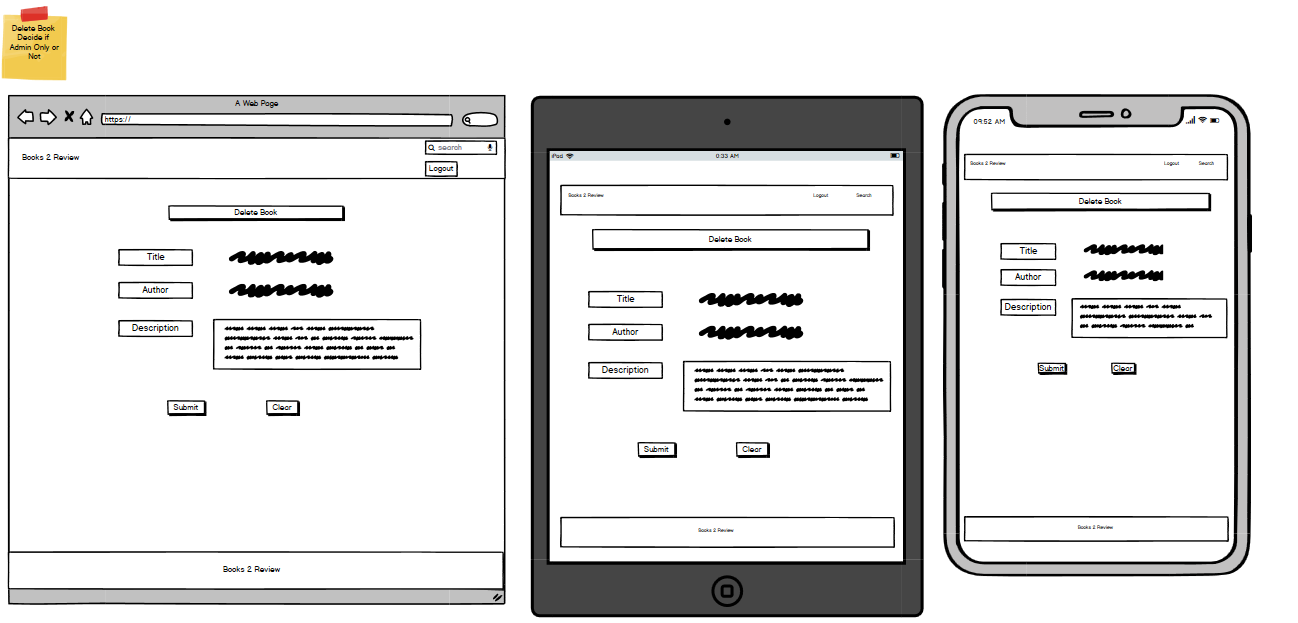 Delete Book
Decide if
Admin Only or
Not
A Web Page
https://
Books 2 Review
search
Logout
Delete Book
Title
Author
Description
Submit Clear
Books 2 Review
iPad 0:33 AM
Books 2 Review Logout Search
Delete Book
Title
Author
Description
Submit Clear
Books 2 Review
09:52 AM
Books 2 Review Logout Search
Delete Book
Title
Author
Description
Submit Clear
Books 2 Review